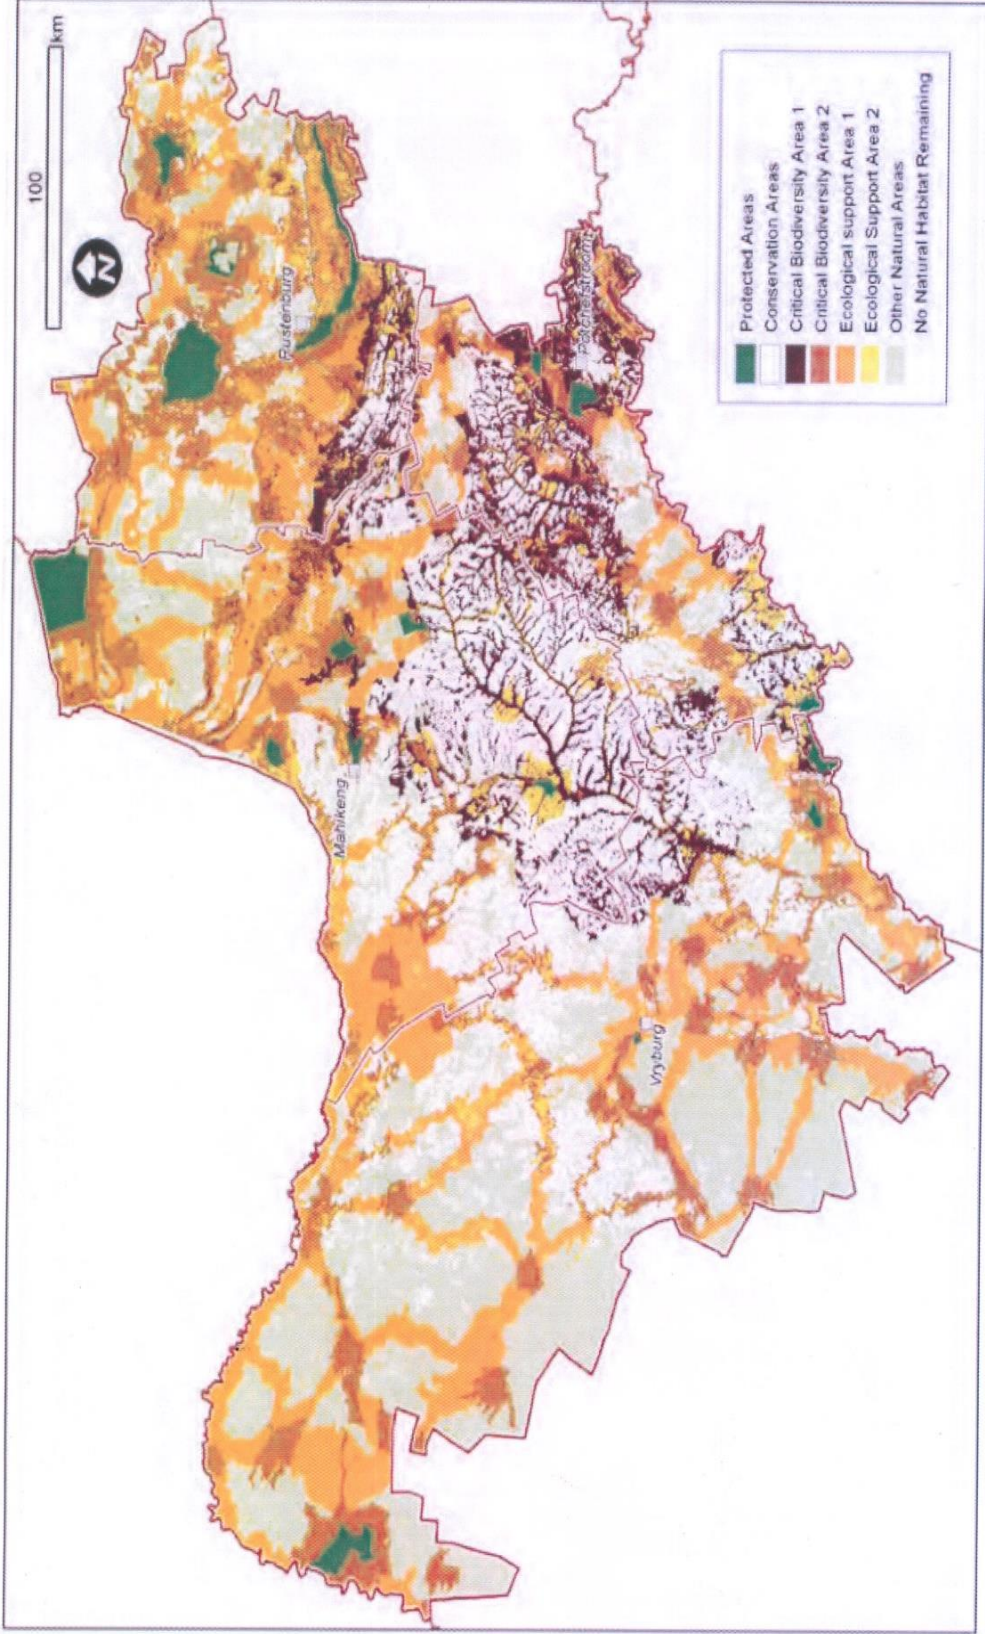 100
km
N
Rustenburg
Mahikeng
Potchefstroom
Vryburg
Protected Areas
Conservation Areas
Critical Biodiversity Area 1
Critical Biodiversity Area 2
Ecological support Area 1
Ecological Support Area 2
Other Natural Areas
No Natural Habitat Remaining